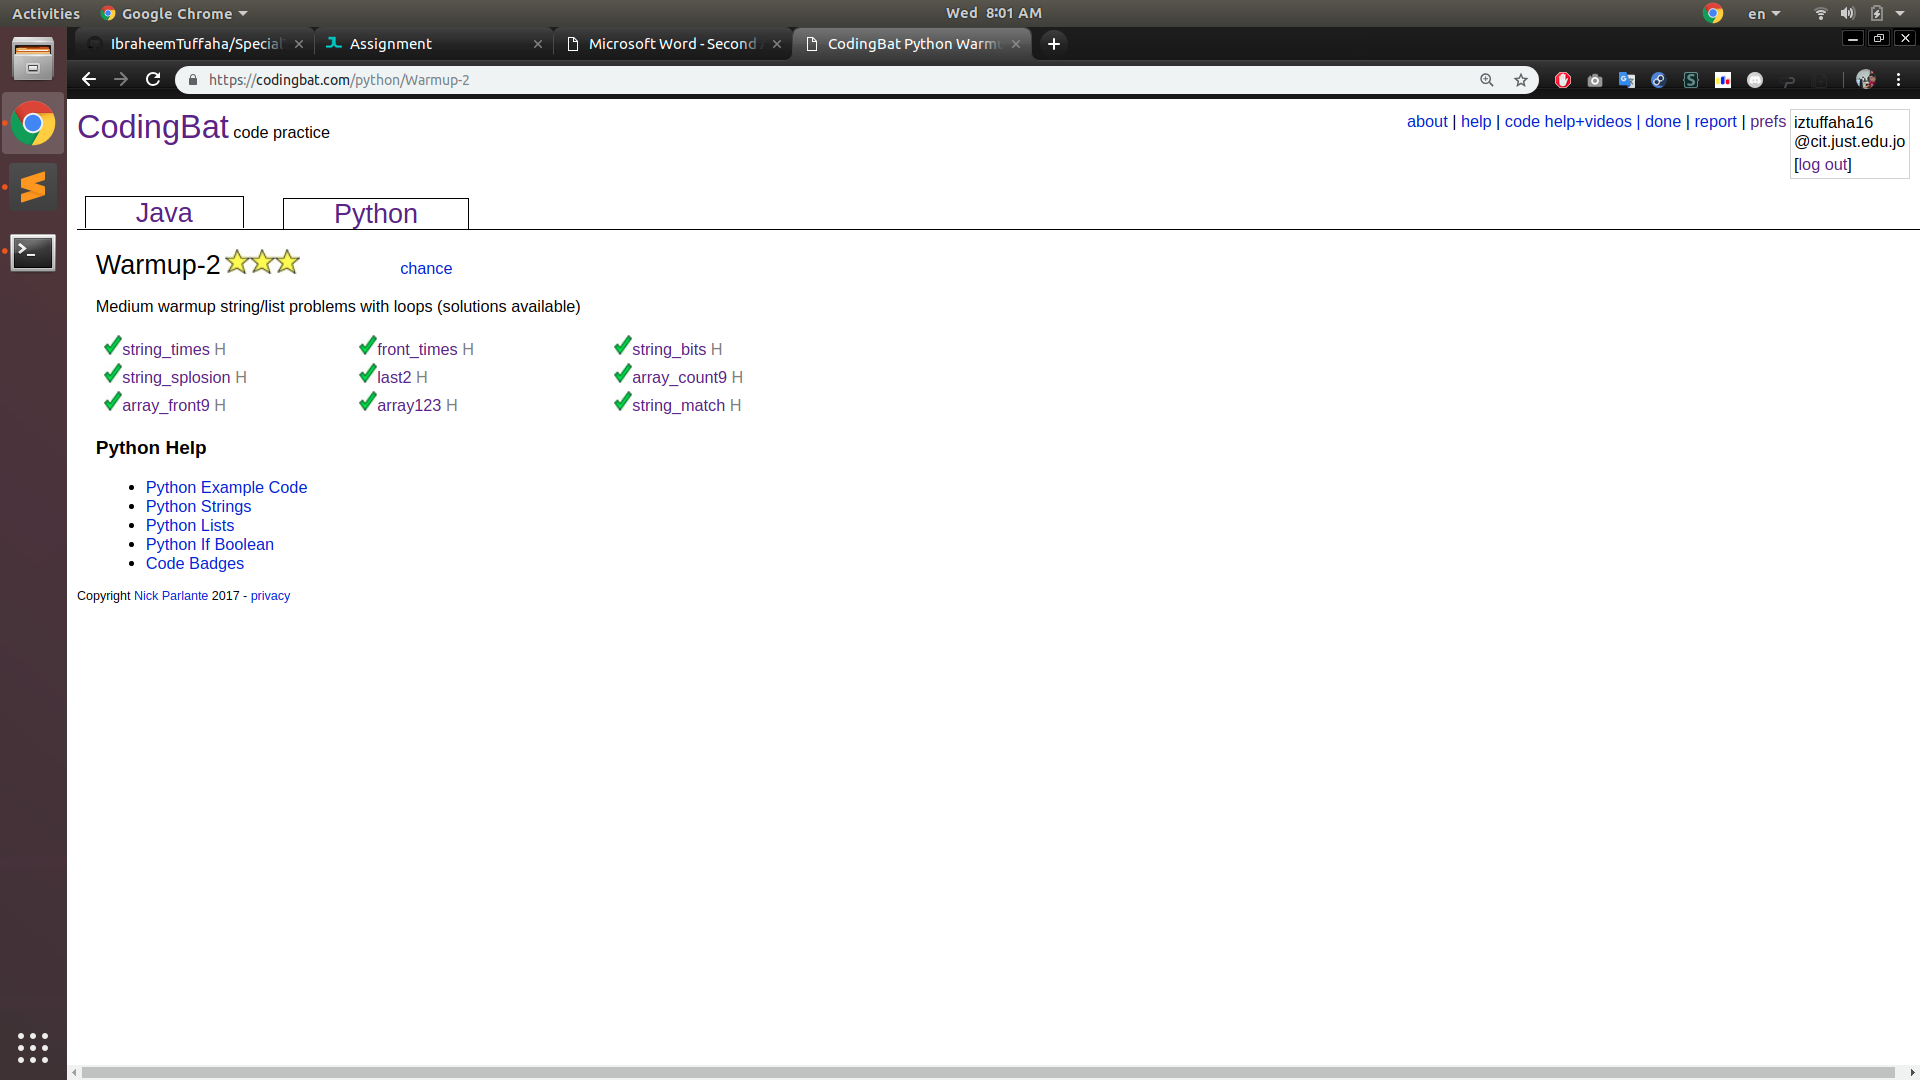 Activities Google Chrome Wed 8:01 AM en
IbraheemTuffaha/Special Assignment Microsoft Word - Second CodingBat Python Warmu
https://codingbat.com/python/Warmup-2
CodingBat code practice
about | help | code help+videos | done | report | prefs
iztuffaha16
@cit.just.edu.jo
[log out]
Java Python
Warmup-2 chance
Medium warmup string/list problems with loops (solutions available)
string_times H front_times H string_bits H
string_splosion H last2 H array_count9 H
array_front9 H array123 H string_match H
Python Help
Python Example Code
Python Strings
Python Lists
Python If Boolean
Code Badges
Copyright Nick Parlante 2017 - privacy